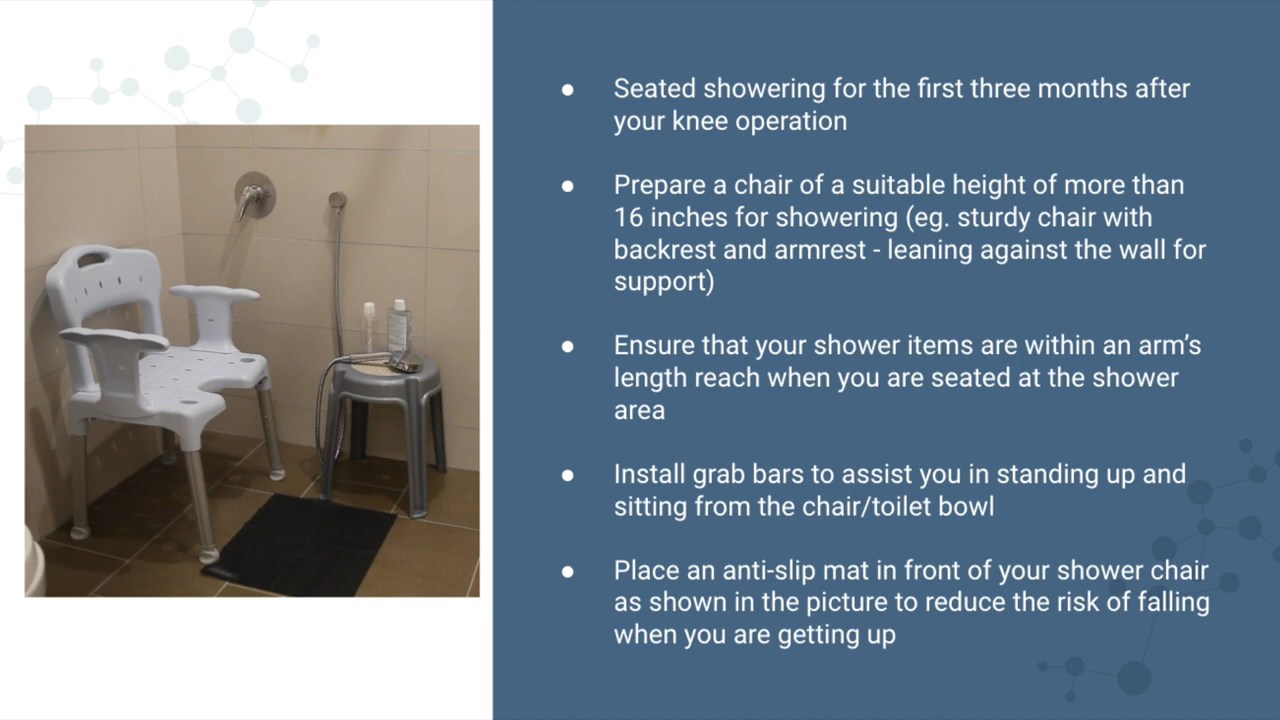 ● Seated showering for the first three months after
your knee operation
● Prepare a chair of a suitable height of more than
16 inches for showering (eg. sturdy chair with
backrest and armrest - leaning against the wall for
support)
● Ensure that your shower items are within an arm’s
length reach when you are seated at the shower
area
● Install grab bars to assist you in standing up and
sitting from the chair/toilet bowl
● Place an anti-slip mat in front of your shower chair
as shown in the picture to reduce the risk of falling
when you are getting up